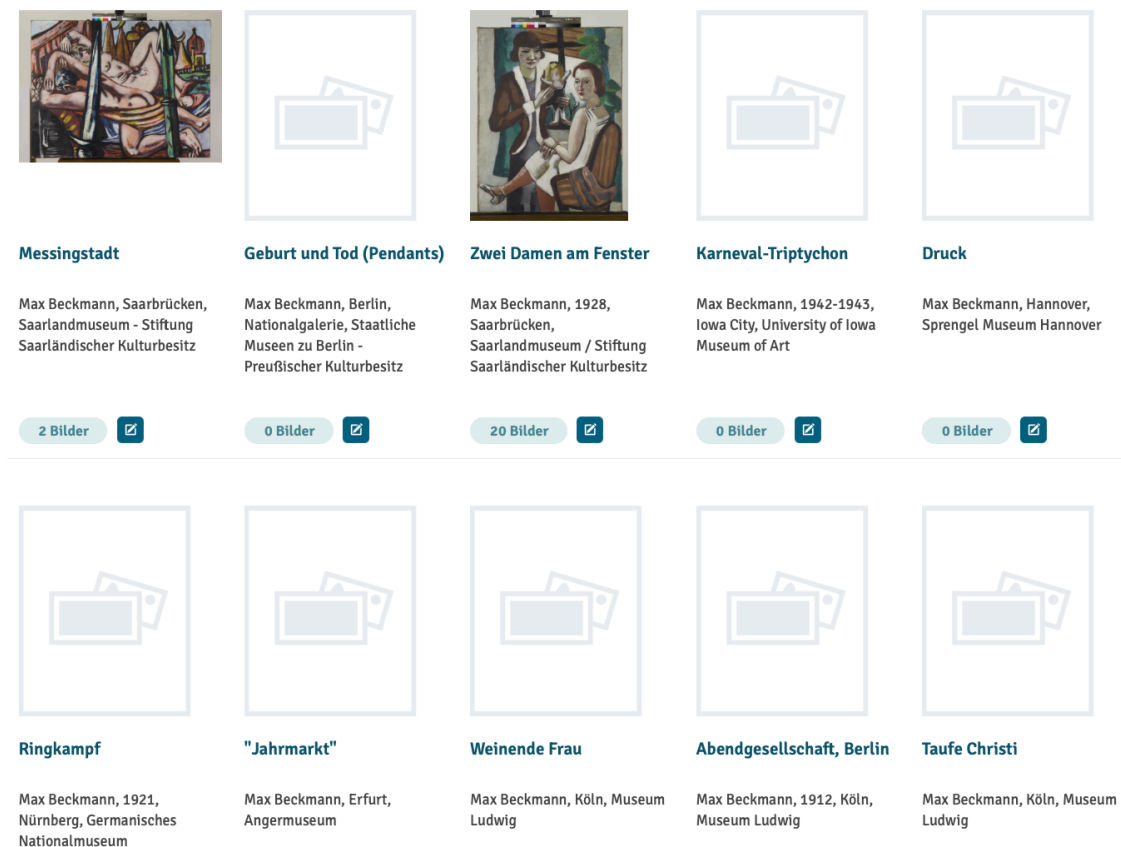 Messingstadt
Max Beckmann, Saarbrücken,
Saarlandmuseum - Stiftung
Saarländischer Kulturbesitz
2 Bilder
Geburt und Tod (Pendants)
Max Beckmann, Berlin,
Nationalgalerie, Staatliche
Museen zu Berlin -
Preußischer Kulturbesitz
0 Bilder
Zwei Damen am Fenster
Max Beckmann, 1928,
Saarbrücken,
Saarlandmuseum / Stiftung
Saarländischer Kulturbesitz
20 Bilder
Karneval-Triptychon
Max Beckmann, 1942-1943,
Iowa City, University of Iowa
Museum of Art
0 Bilder
Druck
Max Beckmann, Hannover,
Sprengel Museum Hannover
0 Bilder
Ringkampf
Max Beckmann, 1921,
Nürnberg, Germanisches
Nationalmuseum
"Jahrmarkt"
Max Beckmann, Erfurt,
Angermuseum
Weinende Frau
Max Beckmann, Köln, Museum
Ludwig
Abendgesellschaft, Berlin
Max Beckmann, 1912, Köln,
Museum Ludwig
Taufe Christi
Max Beckmann, Köln, Museum
Ludwig